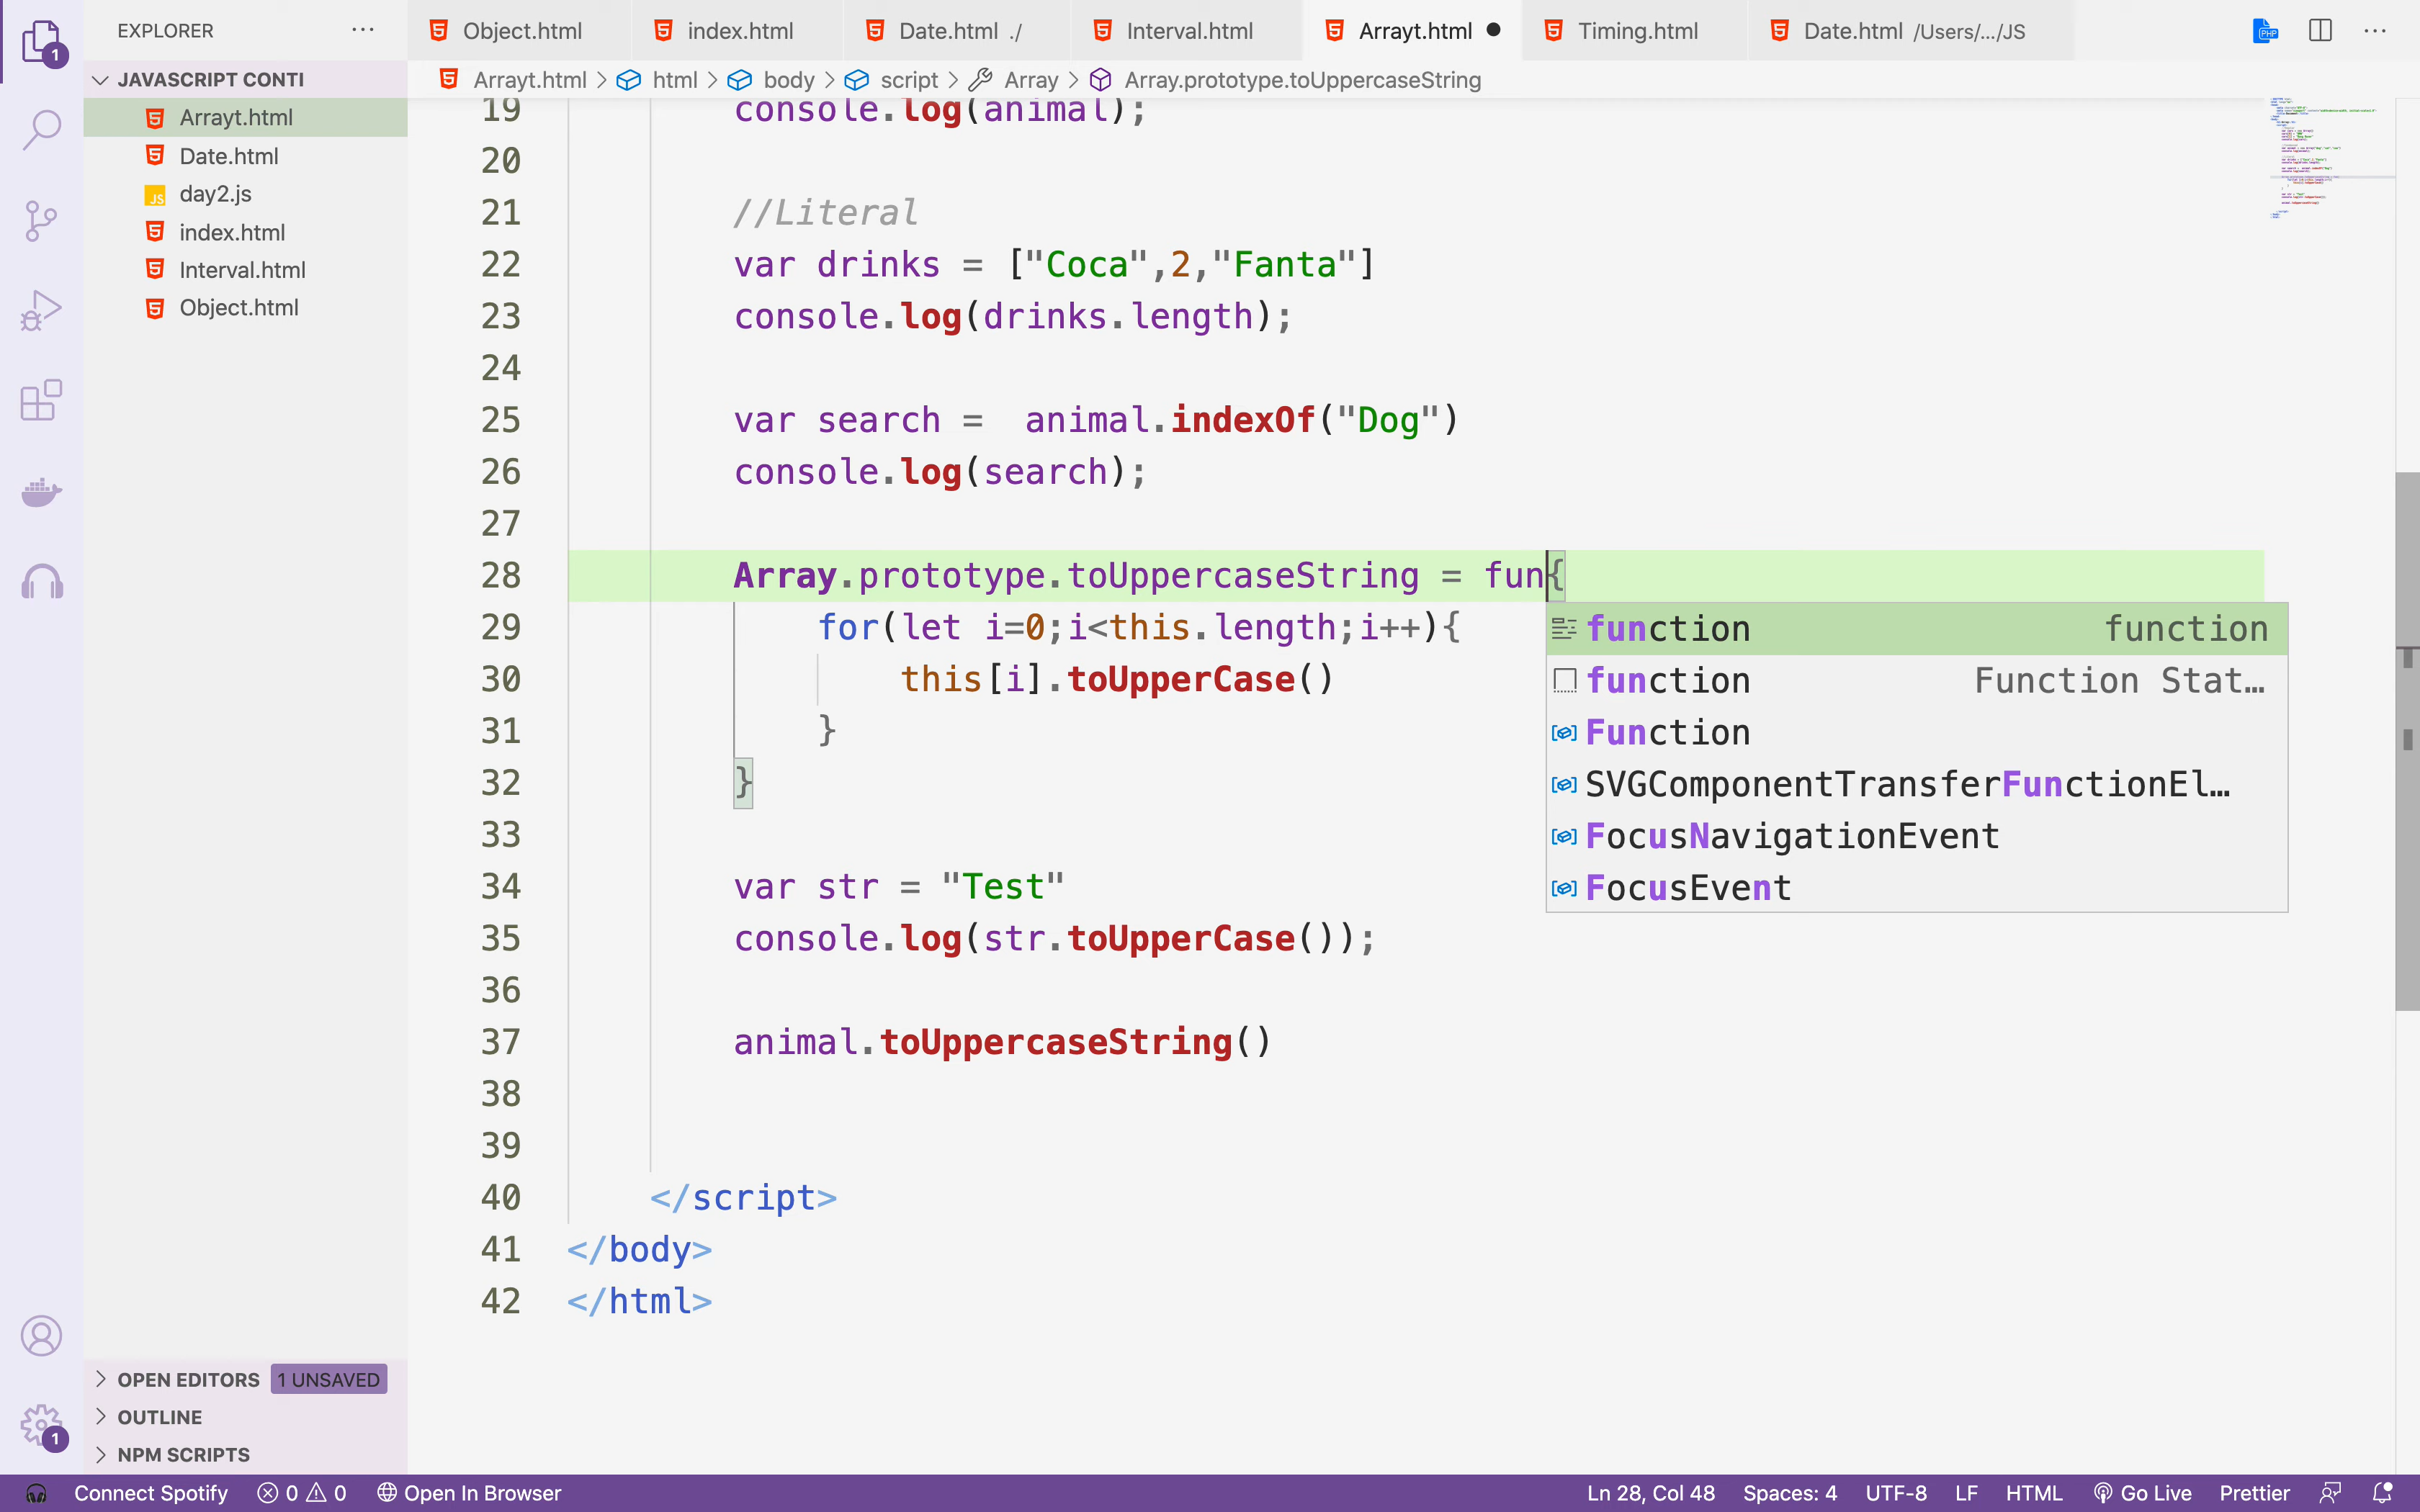 EXPLORER
Object.html
index.html
Date.html ./
Interval.html
Arrayt.html
Timing.html
Date.html /Users/.../JS
PHP
JAVASCRIPT CONTI
Arrayt.html
Date.html
JS day2.js
index.html
Interval.html
Object.html
Arrayt.html > html > body > script > Array > Array.prototype.toUppercaseString
19 console.log(animal);
20
21 //Literal
22 var drinks = ["Coca",2,"Fanta"]
23 console.log(drinks.length);
24
25 var search =  animal.indexOf("Dog")
26 console.log(search);
27
28 Array.prototype.toUppercaseString = fun{
29 for(let i=0;i<this.length;i++){
30 this[i].toUpperCase()
31 }
32 }
33
34 var str = "Test"
35 console.log(str.toUpperCase());
36
37 animal.toUppercaseString()
38
39
40 </script>
41 </body>
42 </html>
function function
function Function Stat…
Function
SVGComponentTransferFunctionEl…
FocusNavigationEvent
FocusEvent
1
1
OPEN EDITORS 1 UNSAVED
OUTLINE
NPM SCRIPTS
Connect Spotify 0 0 Open In Browser
Ln 28, Col 48 Spaces: 4 UTF-8 LF HTML Go Live Prettier